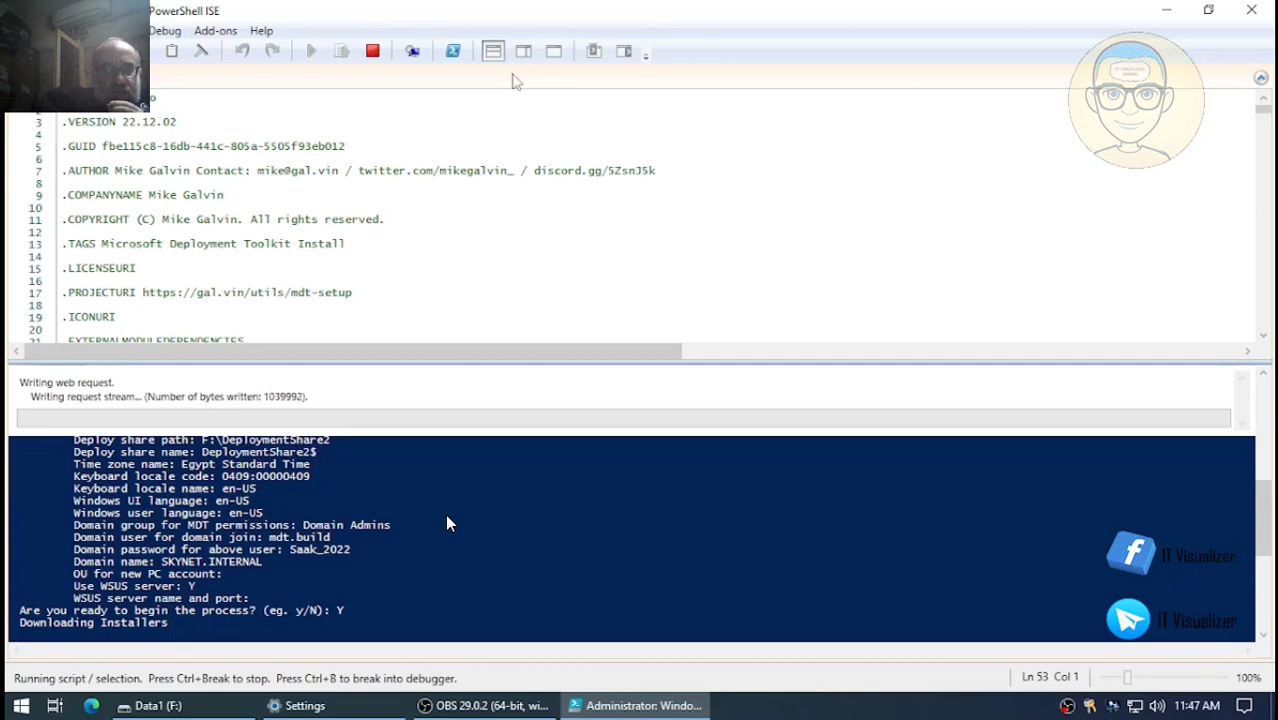 PowerShell ISE
Debug Add-ons Help
3 .VERSION 22.12.02
4
5 .GUID fbe115c8-16db-441c-805a-5505f93eb012
6
7 .AUTHOR Mike Galvin Contact: mike@gal.vin / twitter.com/mikegalvin_ / discord.gg/5ZsnJ5k
8
9 .COMPANYNAME Mike Galvin
10
11 .COPYRIGHT (C) Mike Galvin. All rights reserved.
12
13 .TAGS Microsoft Deployment Toolkit Install
14
15 .LICENSEURI
16
17 .PROJECTURI https://gal.vin/utils/mdt-setup
18
19 .ICONURI
20
21 .EXTERNALMODULEDEPENDENCIES
IT VISUALIZER
Writing web request.
Writing request stream... (Number of bytes written: 1039992).
Deploy share path: F:\DeploymentShare2
Deploy share name: DeploymentShare2$
Time zone name: Egypt Standard Time
Keyboard locale code: 0409:00000409
Keyboard locale name: en-US
Windows UI language: en-US
Windows user language: en-US
Domain group for MDT permissions: Domain Admins
Domain user for domain join: mdt.build
Domain password for above user: Saak_2022
Domain name: SKYNET.INTERNAL
OU for new PC account:
Use WSUS server: Y
WSUS server name and port:
Are you ready to begin the process? (eg. y/N): Y
Downloading Installers
f IT Visualizer
IT Visualizer
Running script / selection. Press Ctrl+Break to stop. Press Ctrl+B to break into debugger.
Ln 53 Col 1
100%
Data1 (F:)
Settings
OBS 29.0.2 (64-bit, wi...
Administrator: Windo...
11:47 AM